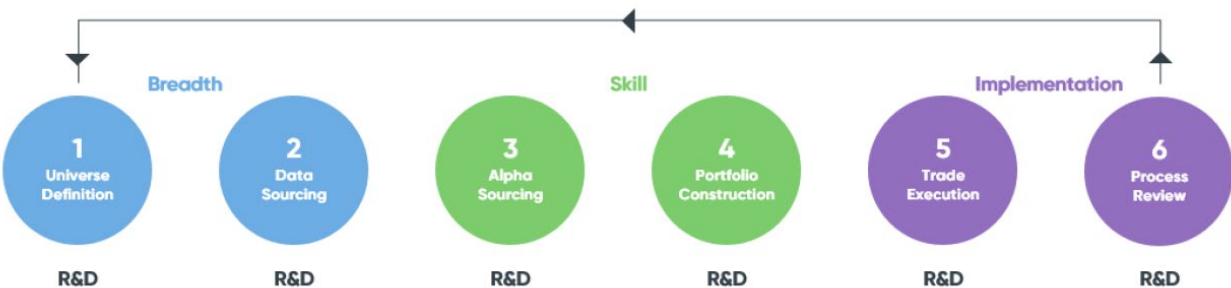 Breadth
Skill
Implementation
1
Universe
Definition
2
Data
Sourcing
3
Alpha
Sourcing
4
Portfolio
Construction
5
Trade
Execution
6
Process
Review
R&D
R&D
R&D
R&D
R&D
R&D